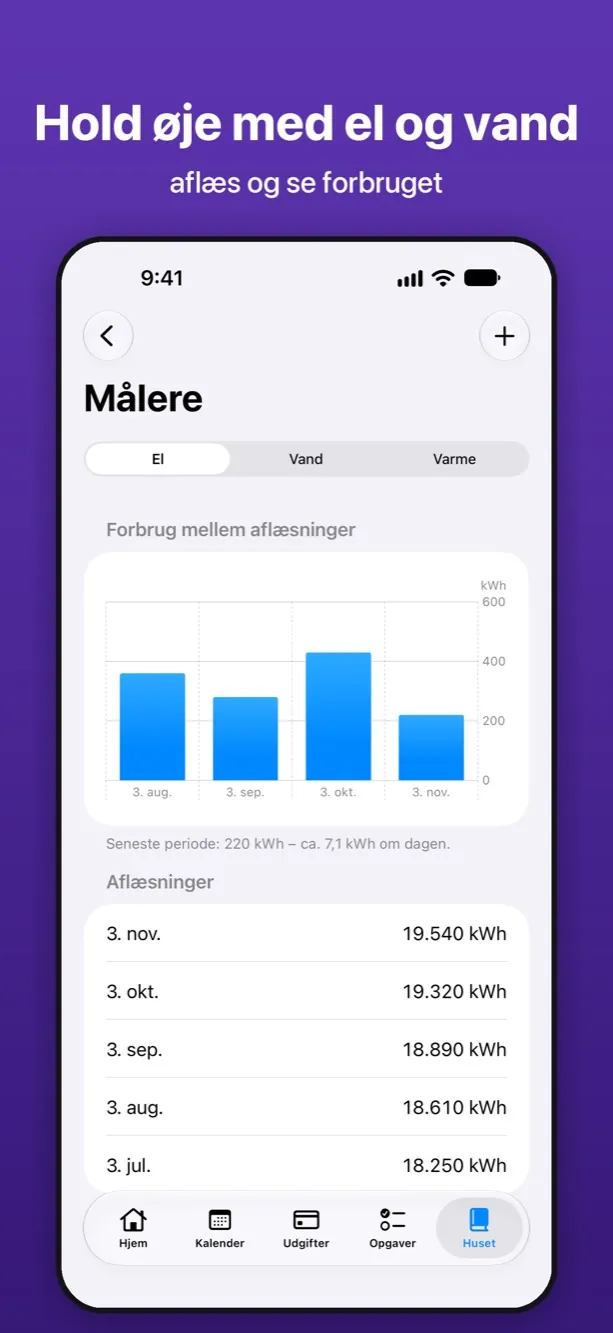 Hold øje med el og vand
aflæs og se forbruget
9:41
Målere
El Vand Varme
Forbrug mellem aflæsninger
kWh
600
400
200
0
3. aug. 3. sep. 3. okt. 3. nov.
Seneste periode: 220 kWh – ca. 7,1 kWh om dagen.
Aflæsninger
3. nov. 19.540 kWh
3. okt. 19.320 kWh
3. sep. 18.890 kWh
3. aug. 18.610 kWh
3. jul. 18.250 kWh
Hjem Kalender Udgifter Opgaver Huset